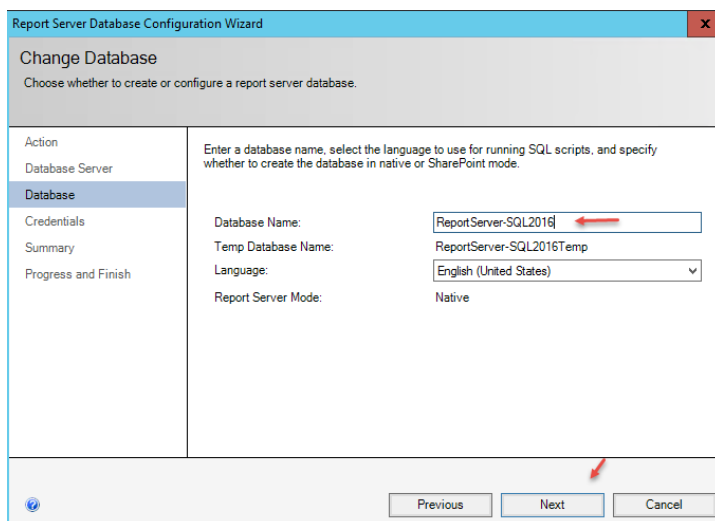 Report Server Database Configuration Wizard
x
Change Database
Choose whether to create or configure a report server database.
Action
Database Server
Database
Credentials
Summary
Progress and Finish
Enter a database name, select the language to use for running SQL scripts, and specify
whether to create the database in native or SharePoint mode.
Database Name: ReportServer-SQL2016
Temp Database Name: ReportServer-SQL2016Temp
Language: English (United States)
Report Server Mode: Native
?
Previous Next Cancel